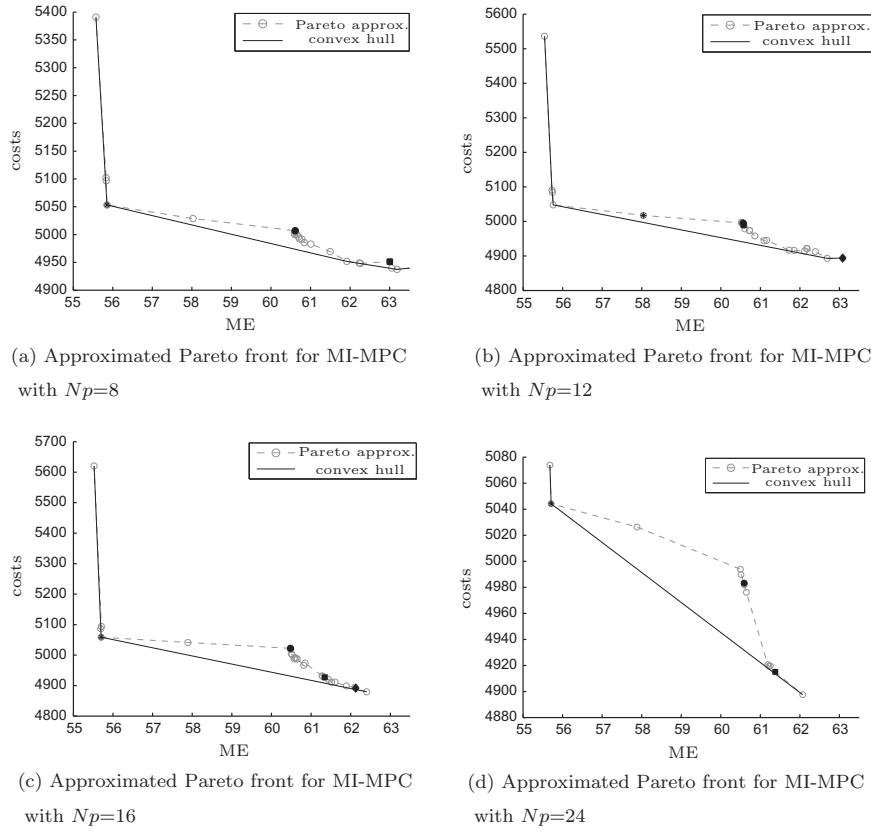 5400
5350
5300
5250
5200
5150
5100
5050
5000
4950
4900
costs
55 56 57 58 59 60 61 62 63
ME
Pareto approx.
convex hull
(a) Approximated Pareto front for MI-MPC
with Np=8
5600
5500
5400
5300
5200
5100
5000
4900
4800
costs
55 56 57 58 59 60 61 62 63
ME
Pareto approx.
convex hull
(b) Approximated Pareto front for MI-MPC
with Np=12
5700
5600
5500
5400
5300
5200
5100
5000
4900
4800
costs
55 56 57 58 59 60 61 62 63
ME
Pareto approx.
convex hull
(c) Approximated Pareto front for MI-MPC
with Np=16
5080
5060
5040
5020
5000
4980
4960
4940
4920
4900
4880
costs
55 56 57 58 59 60 61 62 63
ME
Pareto approx.
convex hull
(d) Approximated Pareto front for MI-MPC
with Np=24